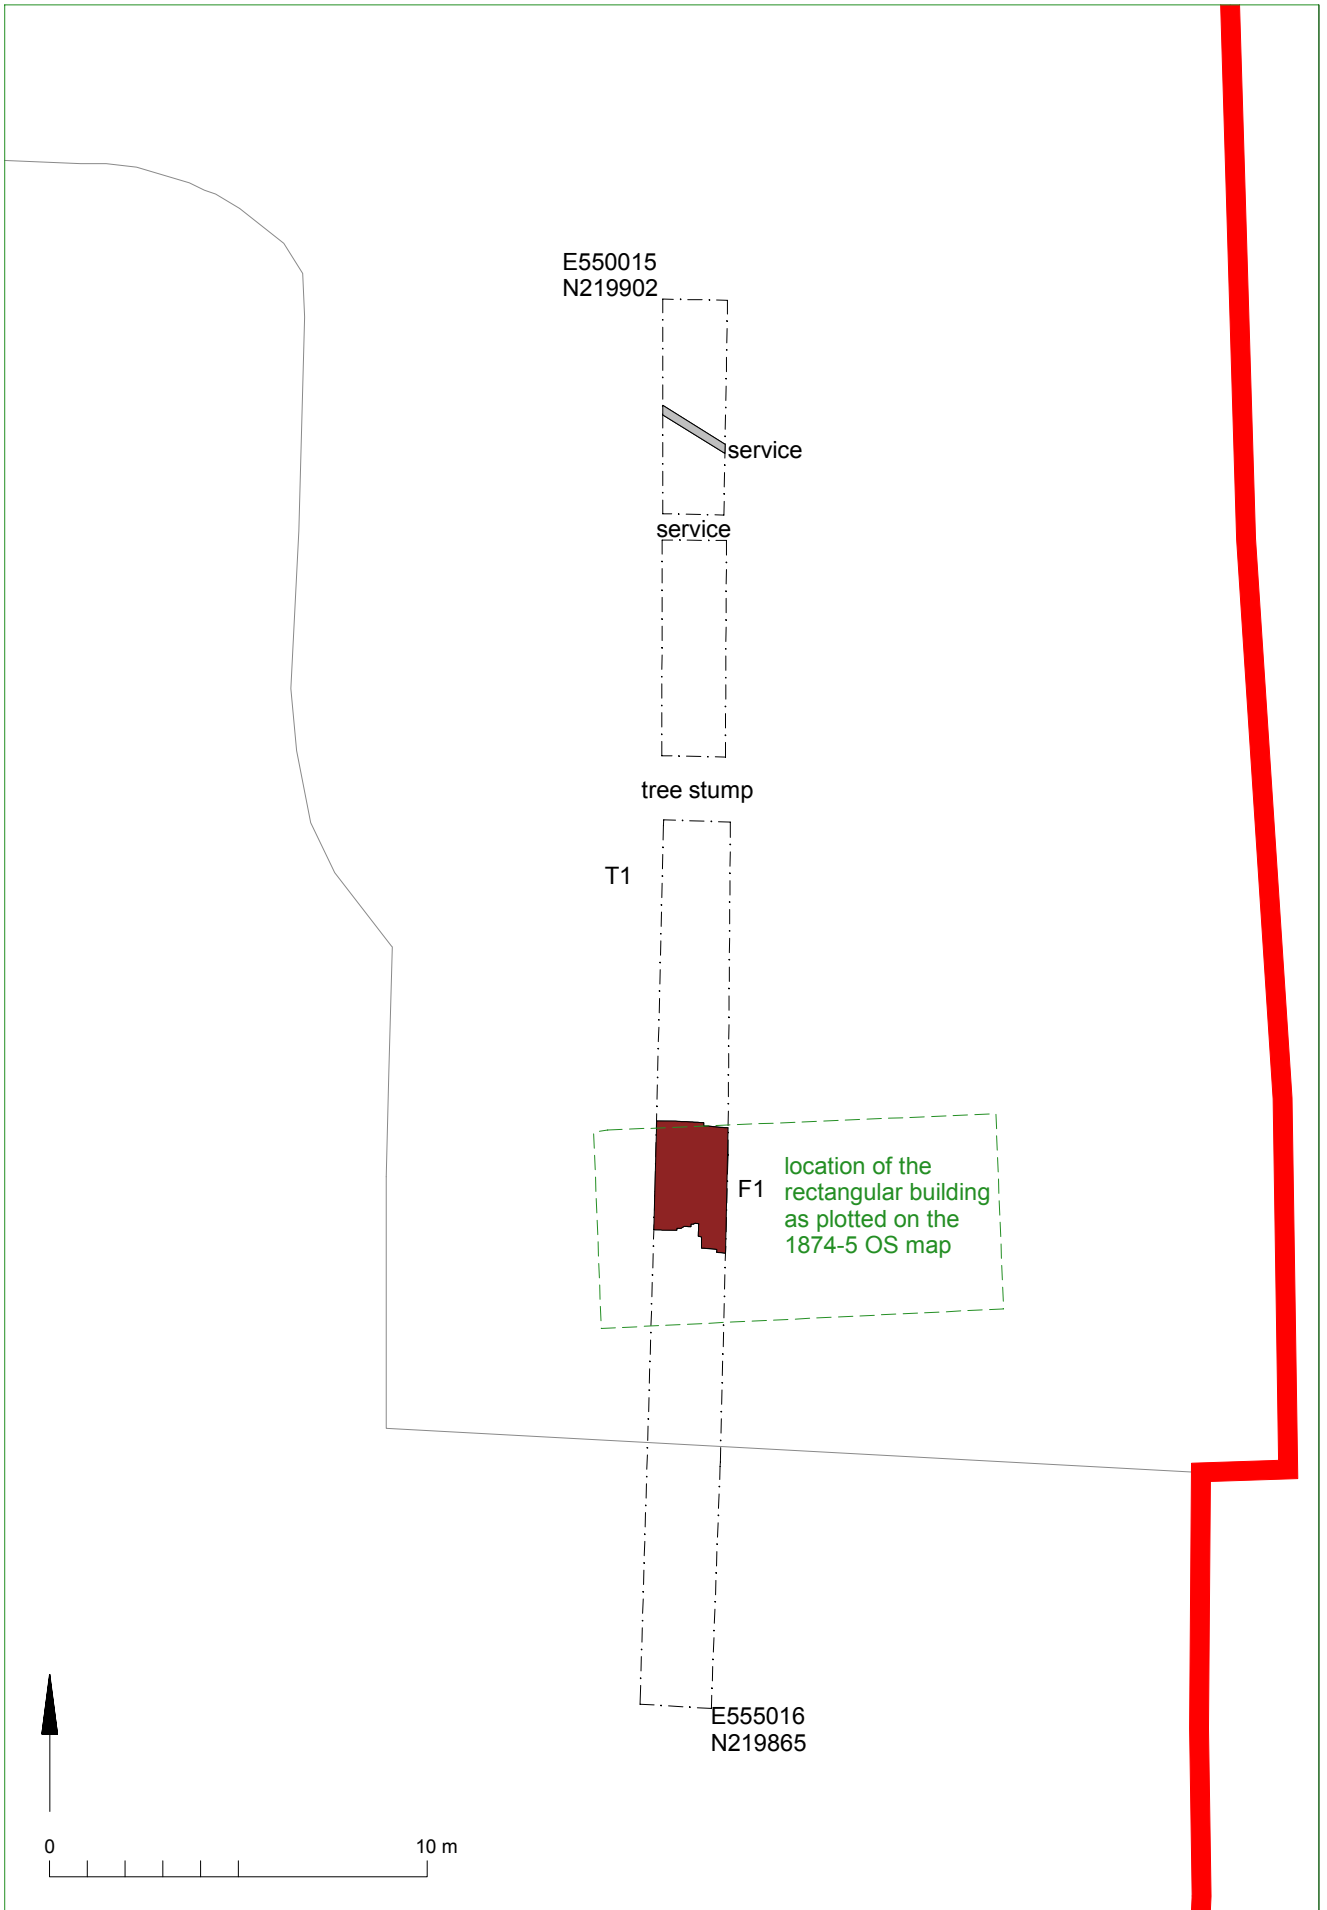 E550015
N219902
service
service
tree stump
T1
F1
location of the
rectangular building
as plotted on the
1874-5 OS map
E555016
N219865
0
10 m